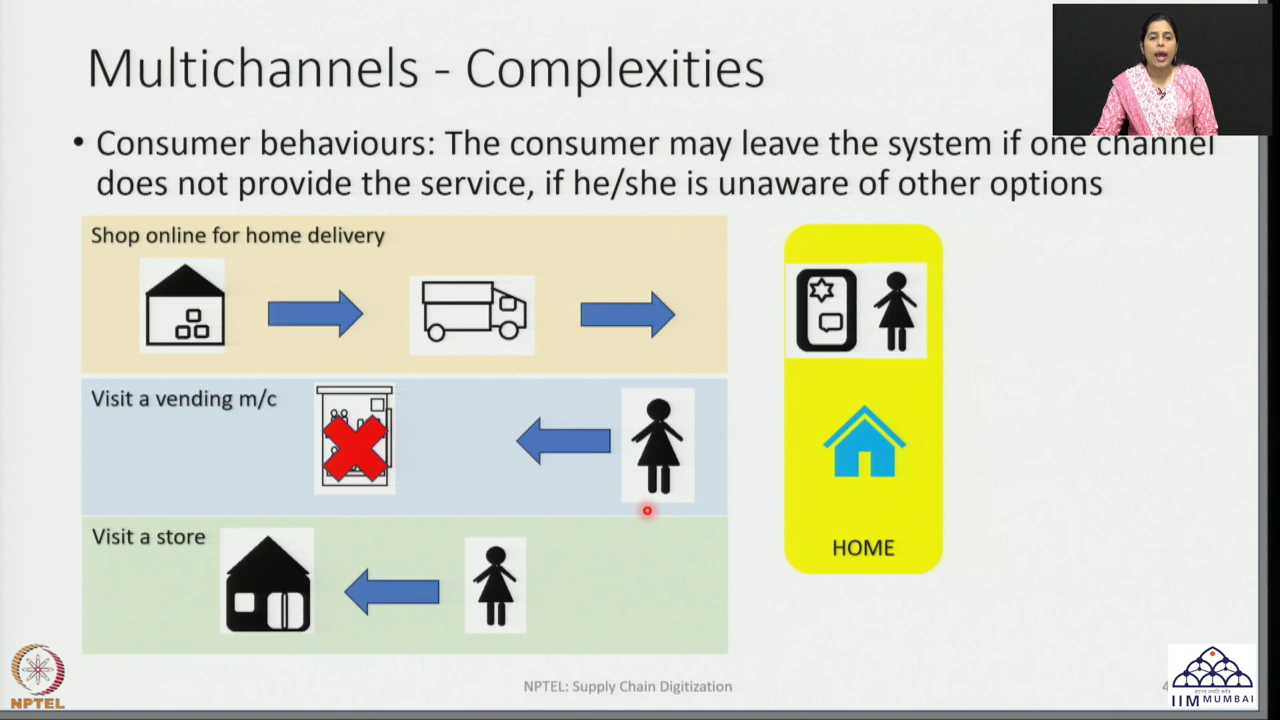 Multichannels - Complexities
• Consumer behaviours: The consumer may leave the system if one channel
does not provide the service, if he/she is unaware of other options
Shop online for home delivery
Visit a vending m/c
Visit a store
HOME
NPTEL
NPTEL: Supply Chain Digitization
4
IIM MUMBAI